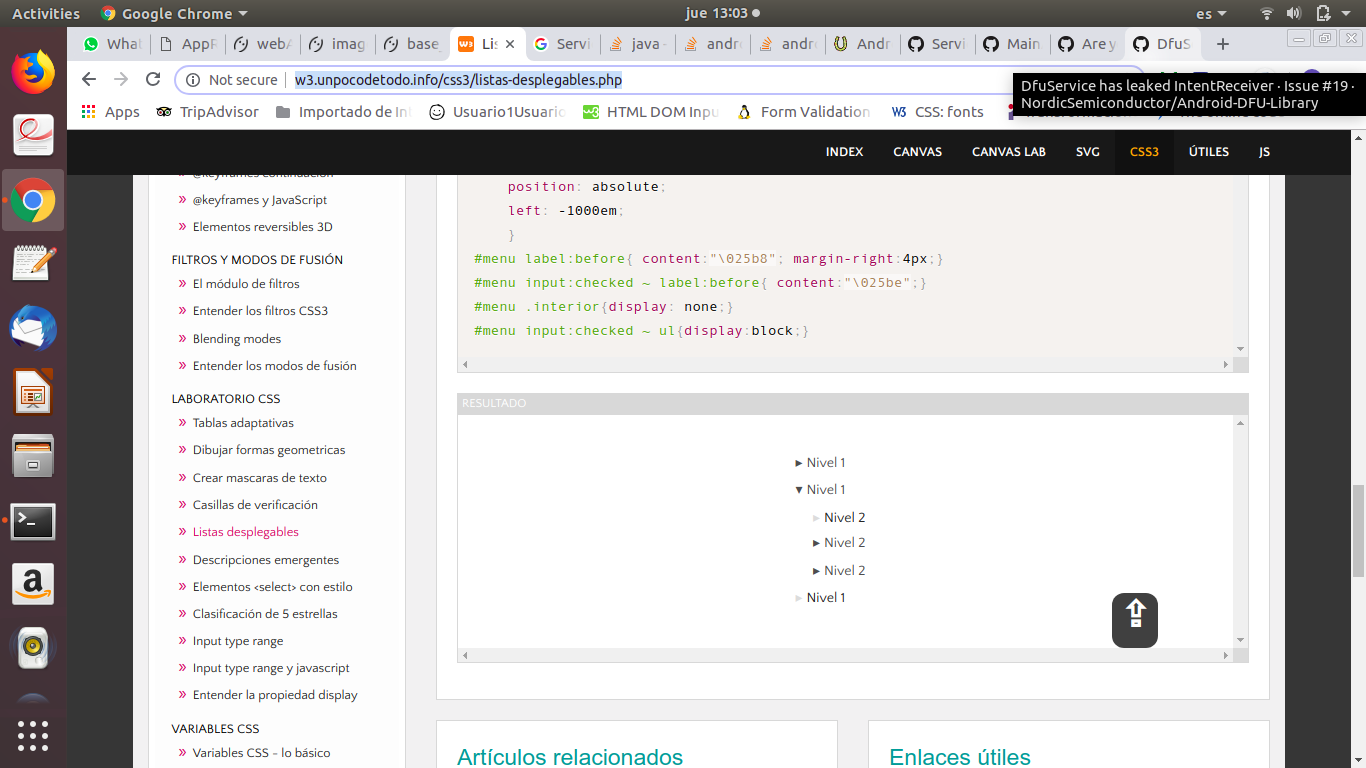 Activities
Google Chrome
jue 13:03
es
What
AppR
webA
imag
base_
Lis
Servi
java -
andro
andro
Andr
Servi
Main
Are y
DfuS
Not secure
w3.unpocodetodo.info/css3/listas-desplegables.php
DfuService has leaked IntentReceiver · Issue #19 ·
NordicSemiconductor/Android-DFU-Library
Apps
TripAdvisor
Importado de Int
Usuario1Usuario
HTML DOM Inpu
Form Validation
CSS: fonts
INDEX
CANVAS
CANVAS LAB
SVG
CSS3
ÚTILES
JS
@keyframes continuación
» @keyframes y JavaScript
» Elementos reversibles 3D
FILTROS Y MODOS DE FUSIÓN
» El módulo de filtros
» Entender los filtros CSS3
» Blending modes
» Entender los modos de fusión
LABORATORIO CSS
» Tablas adaptativas
» Dibujar formas geometricas
» Crear mascaras de texto
» Casillas de verificación
» Listas desplegables
» Descripciones emergentes
» Elementos <select> con estilo
» Clasificación de 5 estrellas
» Input type range
» Input type range y javascript
» Entender la propiedad display
VARIABLES CSS
» Variables CSS - lo básico
position: absolute;
left: -1000em;
}
#menu label:before{ content:"\025b8"; margin-right:4px;}
#menu input:checked ~ label:before{ content:"\025be";}
#menu .interior{display: none;}
#menu input:checked ~ ul{display:block;}
RESULTADO
▸ Nivel 1
▾ Nivel 1
▸ Nivel 2
▸ Nivel 2
▸ Nivel 2
▸ Nivel 1
Artículos relacionados
Enlaces útiles